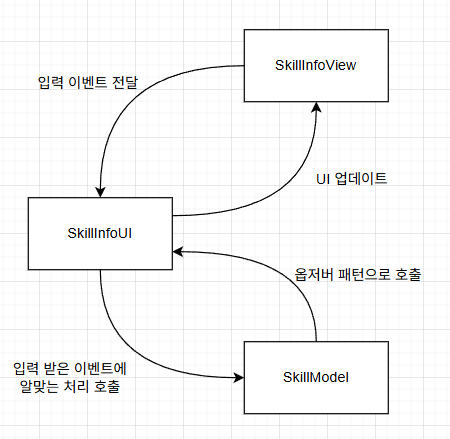 SkillInfoView
입력 이벤트 전달
UI 업데이트
SkillInfoUI
옵저버 패턴으로 호출
입력 받은 이벤트에
알맞는 처리 호출
SkillModel